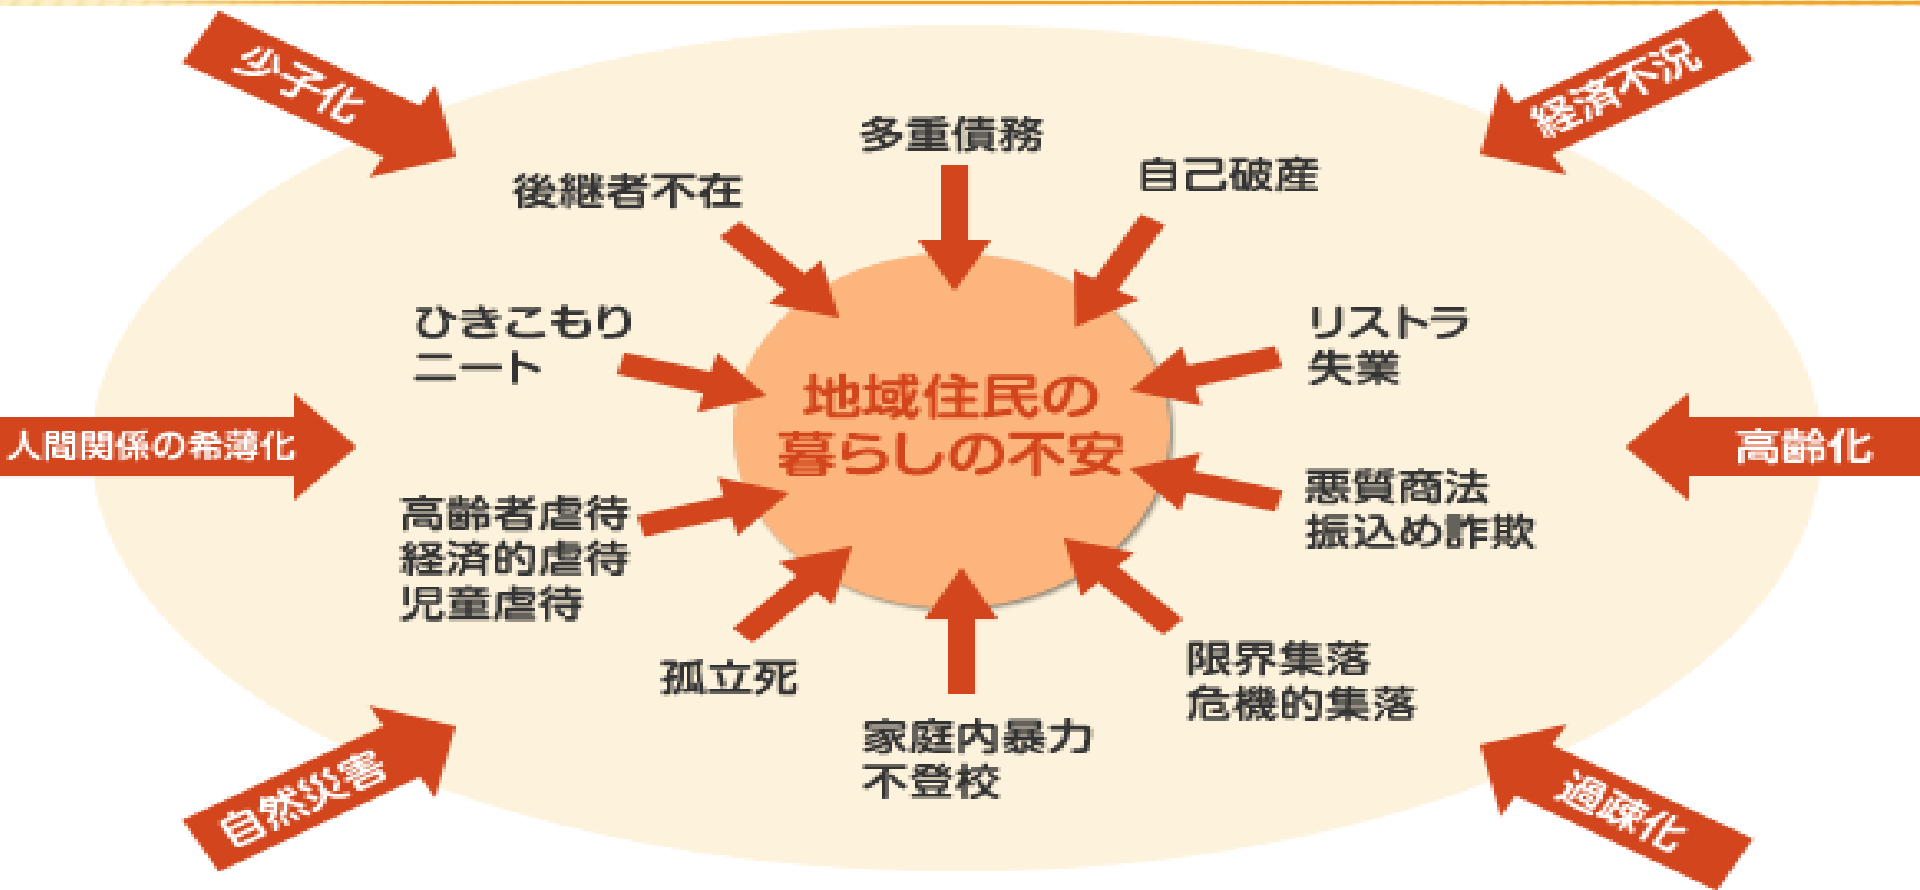 少子化
経済不況
多重債務
自己破産
後継者不在
ひきこもり
ニート
リストラ
失業
地域住民の
暮らしの不安
人間関係の希薄化
高齢化
高齢者虐待
経済的虐待
児童虐待
悪質商法
振込め詐欺
孤立死
限界集落
危機的集落
家庭内暴力
不登校
自然災害
過疎化